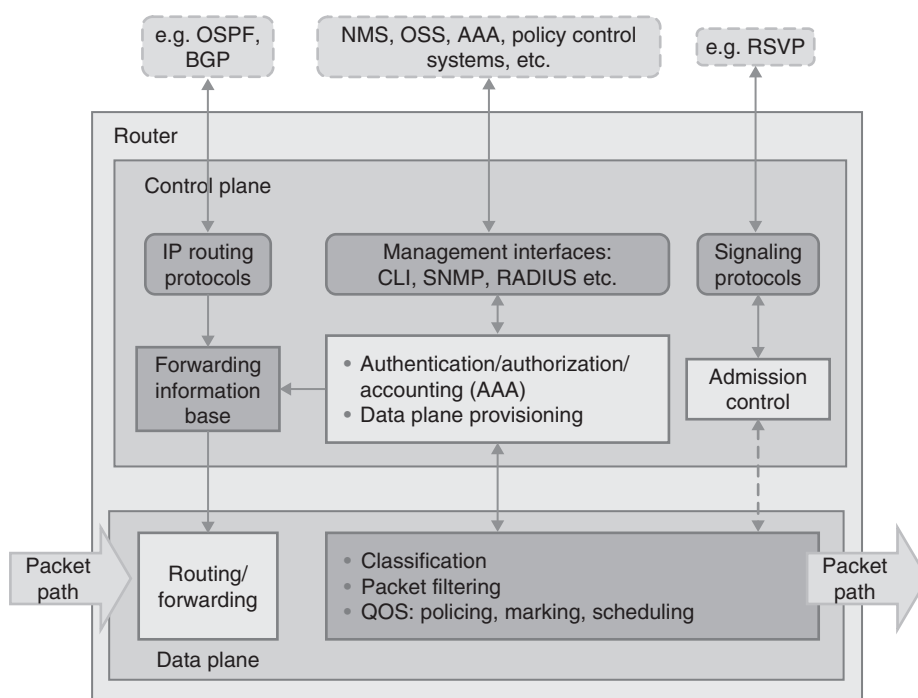 e.g. OSPF,
BGP
NMS, OSS, AAA, policy control
systems, etc.
e.g. RSVP
Router
Control plane
IP routing
protocols
Management interfaces:
CLI, SNMP, RADIUS etc.
Signaling
protocols
Forwarding
information
base
• Authentication/authorization/
accounting (AAA)
• Data plane provisioning
Admission
control
Packet
path
Routing/
forwarding
• Classification
• Packet filtering
• QOS: policing, marking, scheduling
Packet
path
Data plane